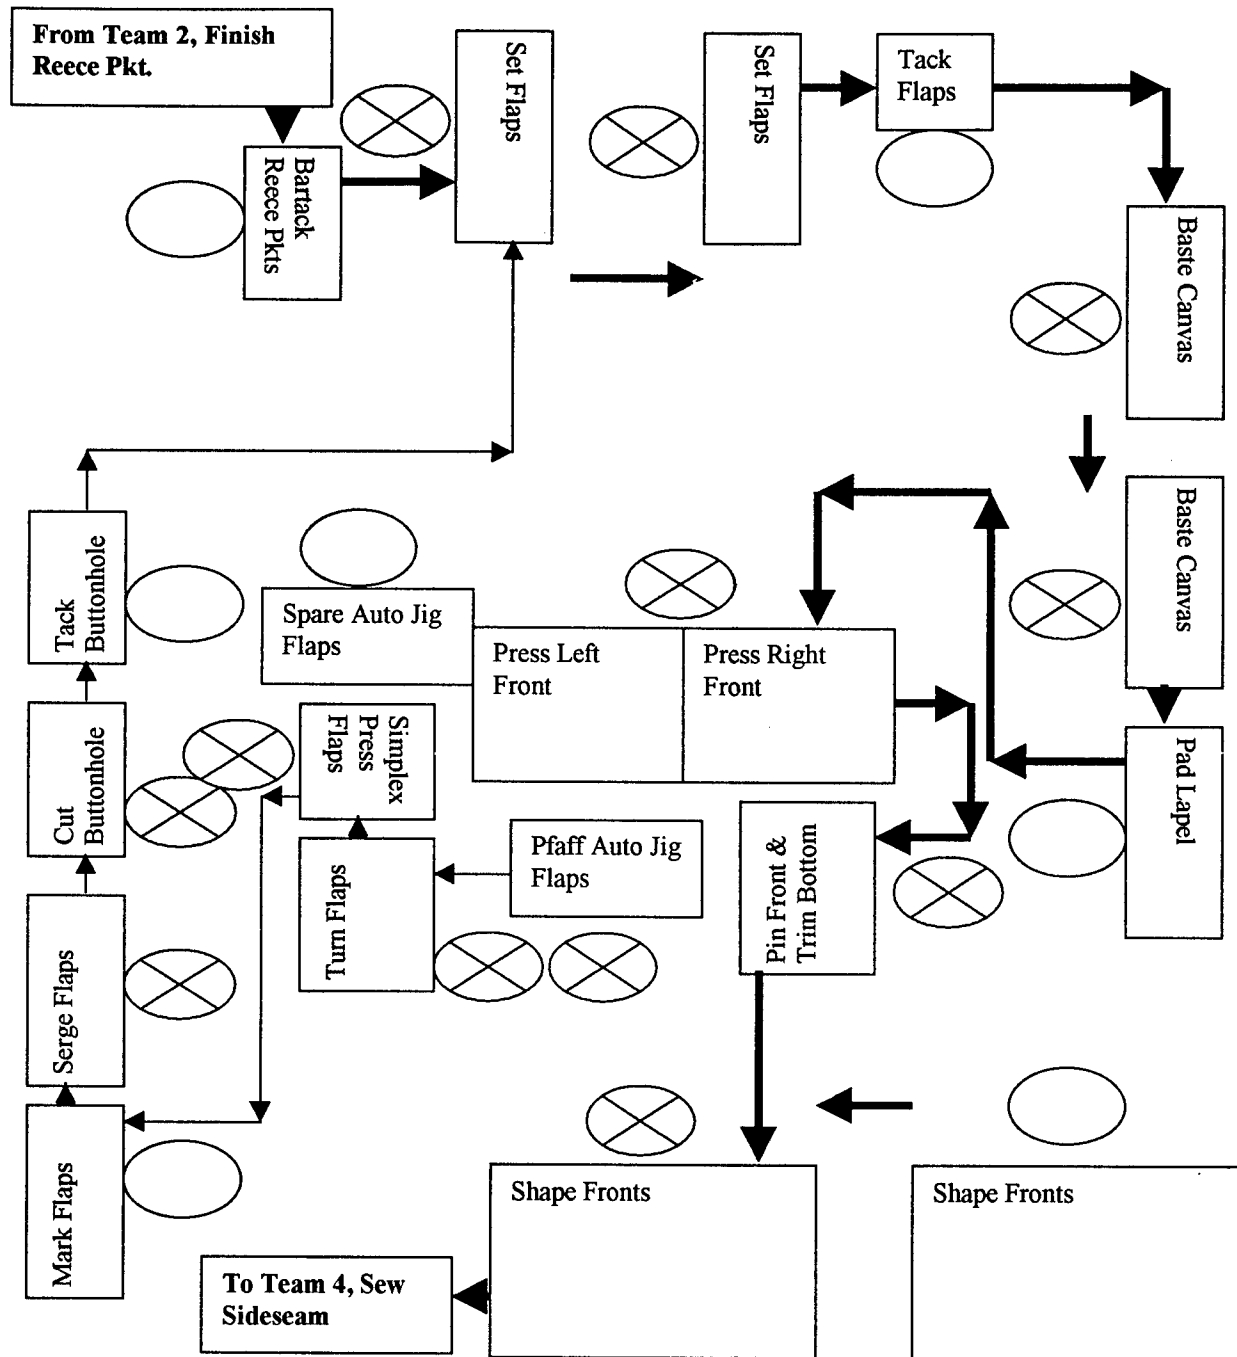 From Team 2, Finish
Reece Pkt.
Bartack
Reece Pkts
Set Flaps
Set Flaps
Tack
Flaps
Baste Canvas
Baste Canvas
Pad Lapel
Tack
Buttonhole
Spare Auto Jig
Flaps
Press Left
Front
Press Right
Front
Cut
Buttonhole
Simplex
Press
Flaps
Turn Flaps
Pfaff Auto Jig
Flaps
Pin Front &
Trim Bottom
Serge Flaps
Mark Flaps
Shape Fronts
Shape Fronts
To Team 4, Sew
Sideseam